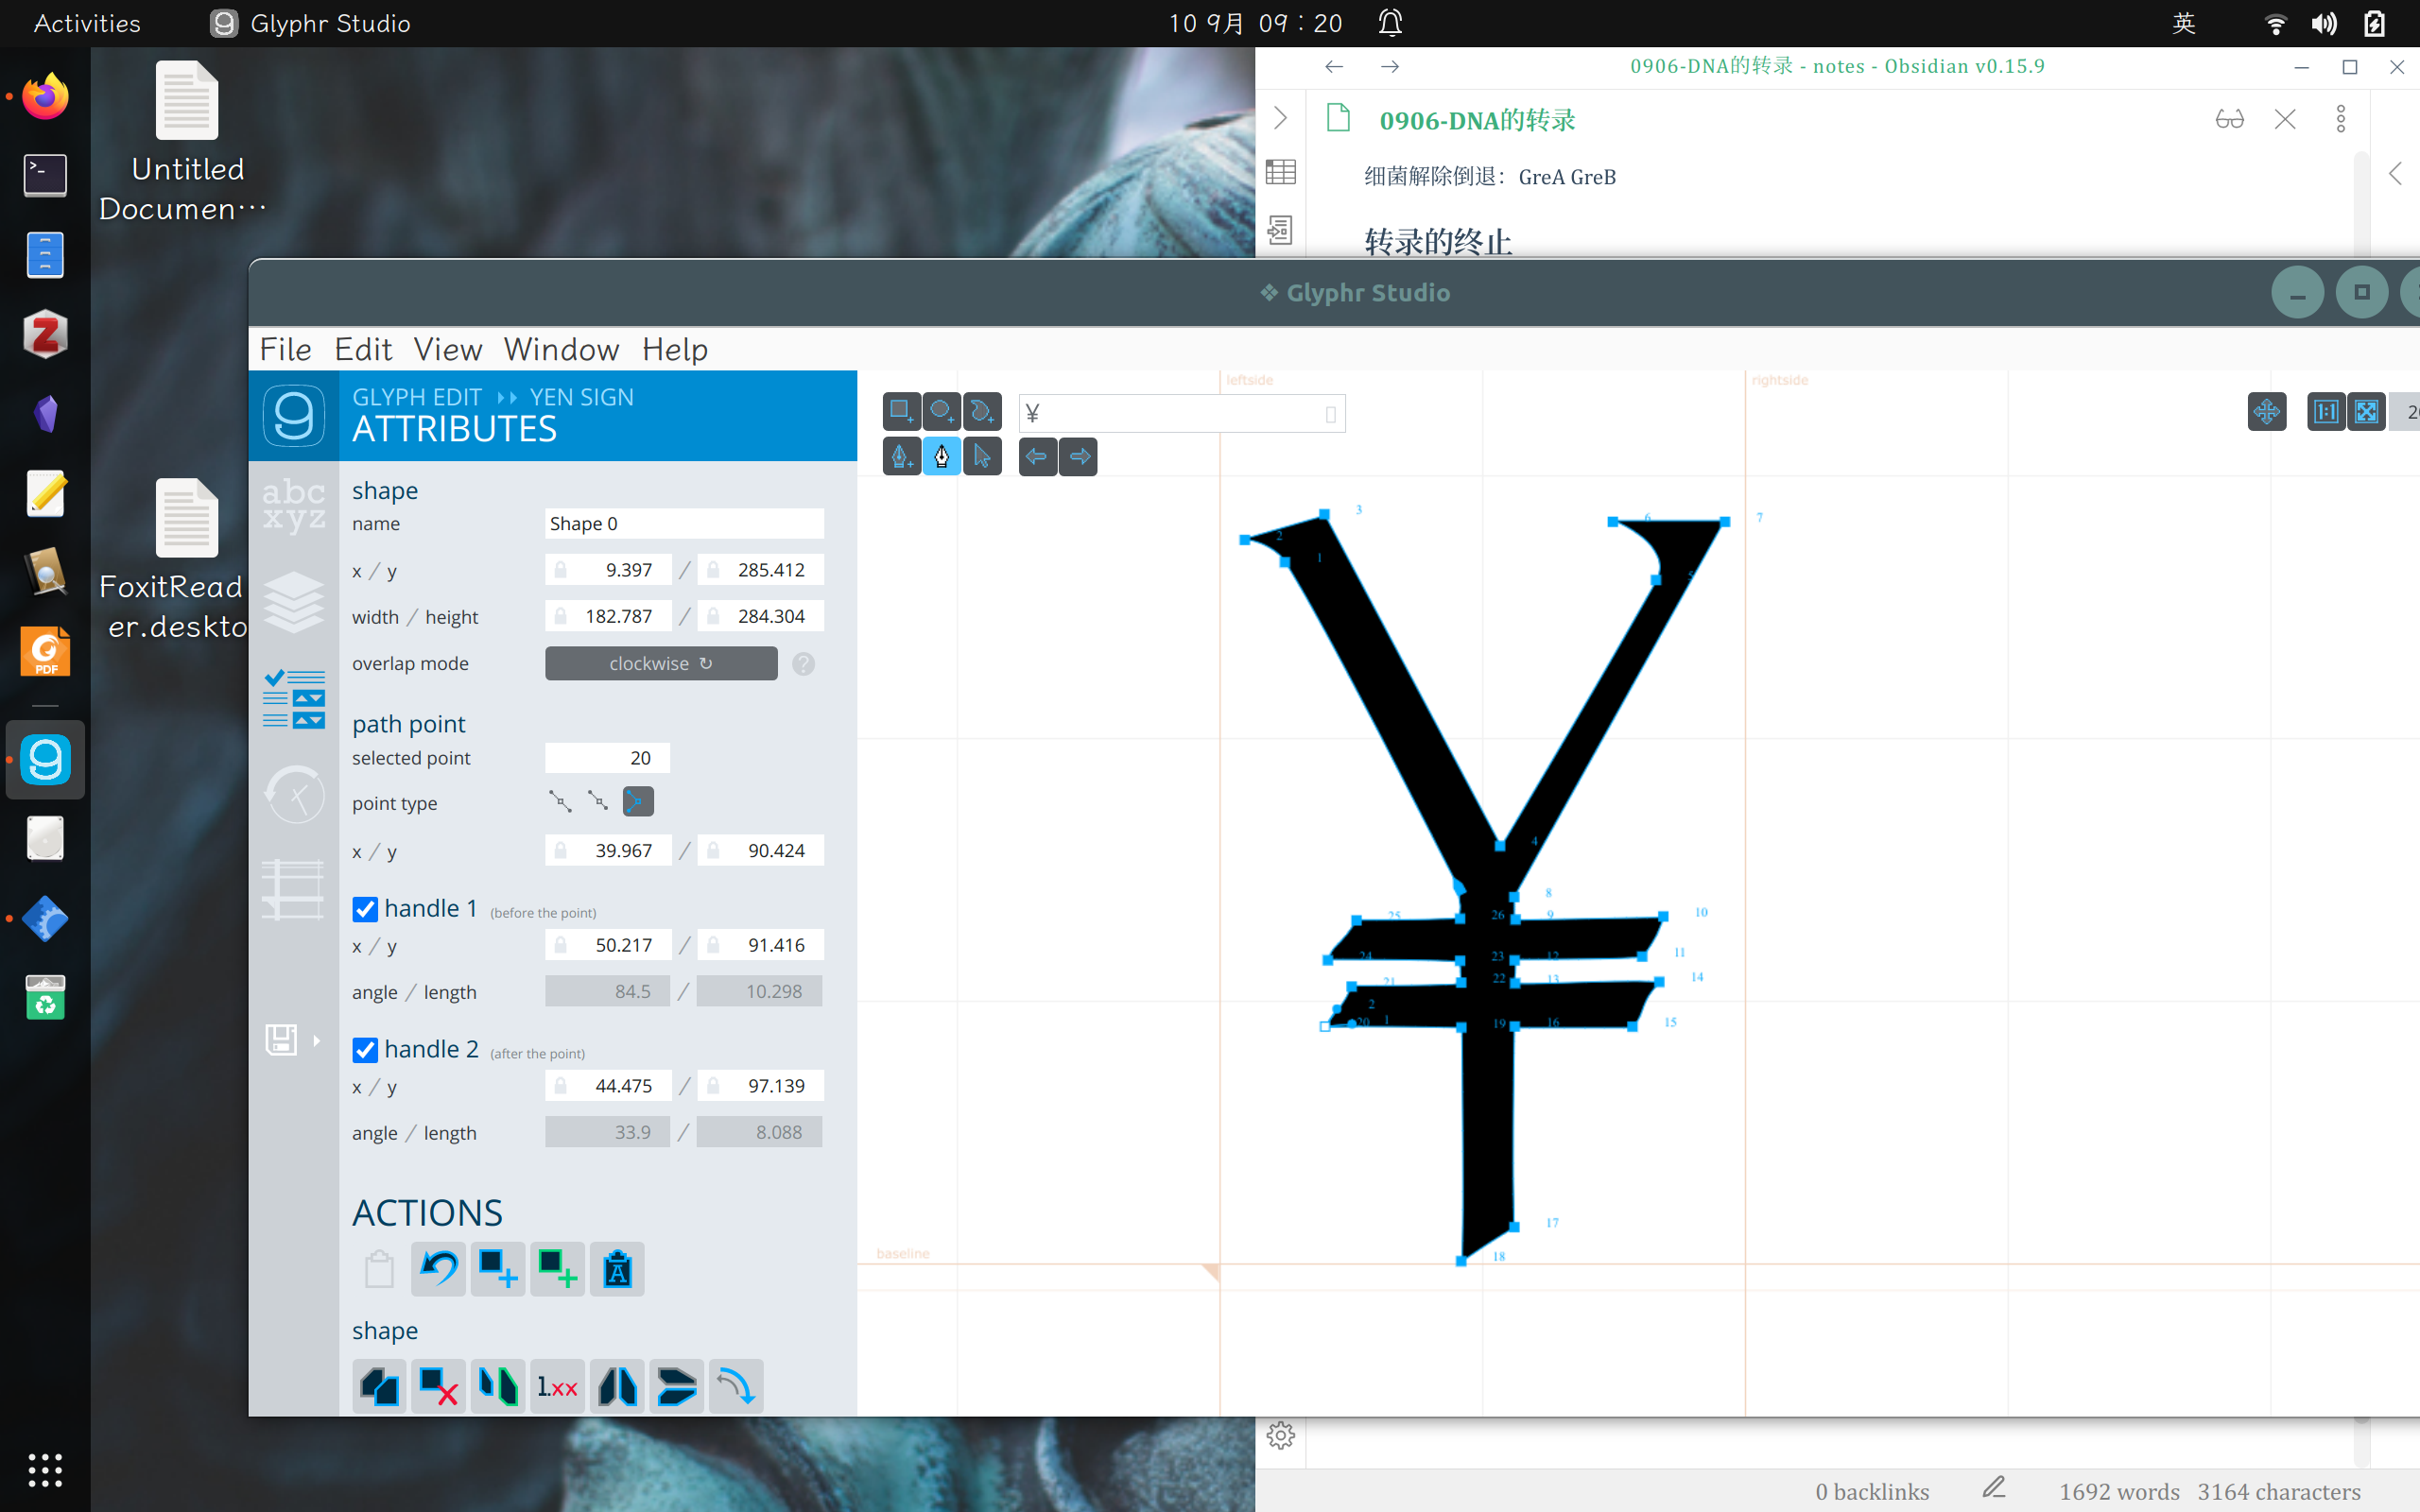 Activities
Glyphr Studio
10 9月 09：20
英
Untitled
Documen…
FoxitRead
er.deskto
0906-DNA的转录 - notes - Obsidian v0.15.9
0906-DNA的转录
细菌解除倒退：GreA GreB
转录的终止
❖ Glyphr Studio
File Edit View Window Help
GLYPH EDIT YEN SIGN
ATTRIBUTES
abc
xyz
shape
name Shape 0
x / y 9.397 / 285.412
width / height 182.787 / 284.304
overlap mode clockwise ↻ ?
path point
selected point 20
point type
x / y 39.967 / 90.424
handle 1 (before the point)
x / y 50.217 / 91.416
angle / length 84.5 / 10.298
handle 2 (after the point)
x / y 44.475 / 97.139
angle / length 33.9 / 8.088
ACTIONS
shape
1.xx
leftside
rightside
¥
1:1
baseline
3
2
1
6
7
5
4
8
25
26
9
10
24
23
12
11
21
22
13
14
2
20
1
19
16
15
17
18
PDF
0 backlinks
1692 words 3164 characters